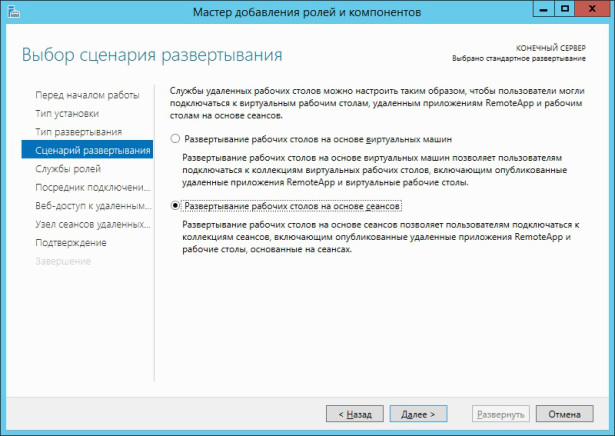 Мастер добавления ролей и компонентов
Выбор сценария развертывания
КОНЕЧНЫЙ СЕРВЕР
Выбрано стандартное развертывание
Перед началом работы
Тип установки
Тип развертывания
Сценарий развертывания
Службы ролей
Посредник подключени...
Веб-доступ к удаленным...
Узел сеансов удаленных...
Подтверждение
Завершение
Службы удаленных рабочих столов можно настроить таким образом, чтобы пользователи могли
подключаться к виртуальным рабочим столам, удаленным приложениям RemoteApp и рабочим
столам на основе сеансов.
Развертывание рабочих столов на основе виртуальных машин
Развертывание рабочих столов на основе виртуальных машин позволяет пользователям
подключаться к коллекциям виртуальных рабочих столов, включающим опубликованные
удаленные приложения RemoteApp и виртуальные рабочие столы.
Развертывание рабочих столов на основе сеансов
Развертывание рабочих столов на основе сеансов позволяет пользователям подключаться к
коллекциям сеансов, включающим опубликованные удаленные приложения RemoteApp и
рабочие столы, основанные на сеансах.
< Назад
Далее >
Развернуть
Отмена